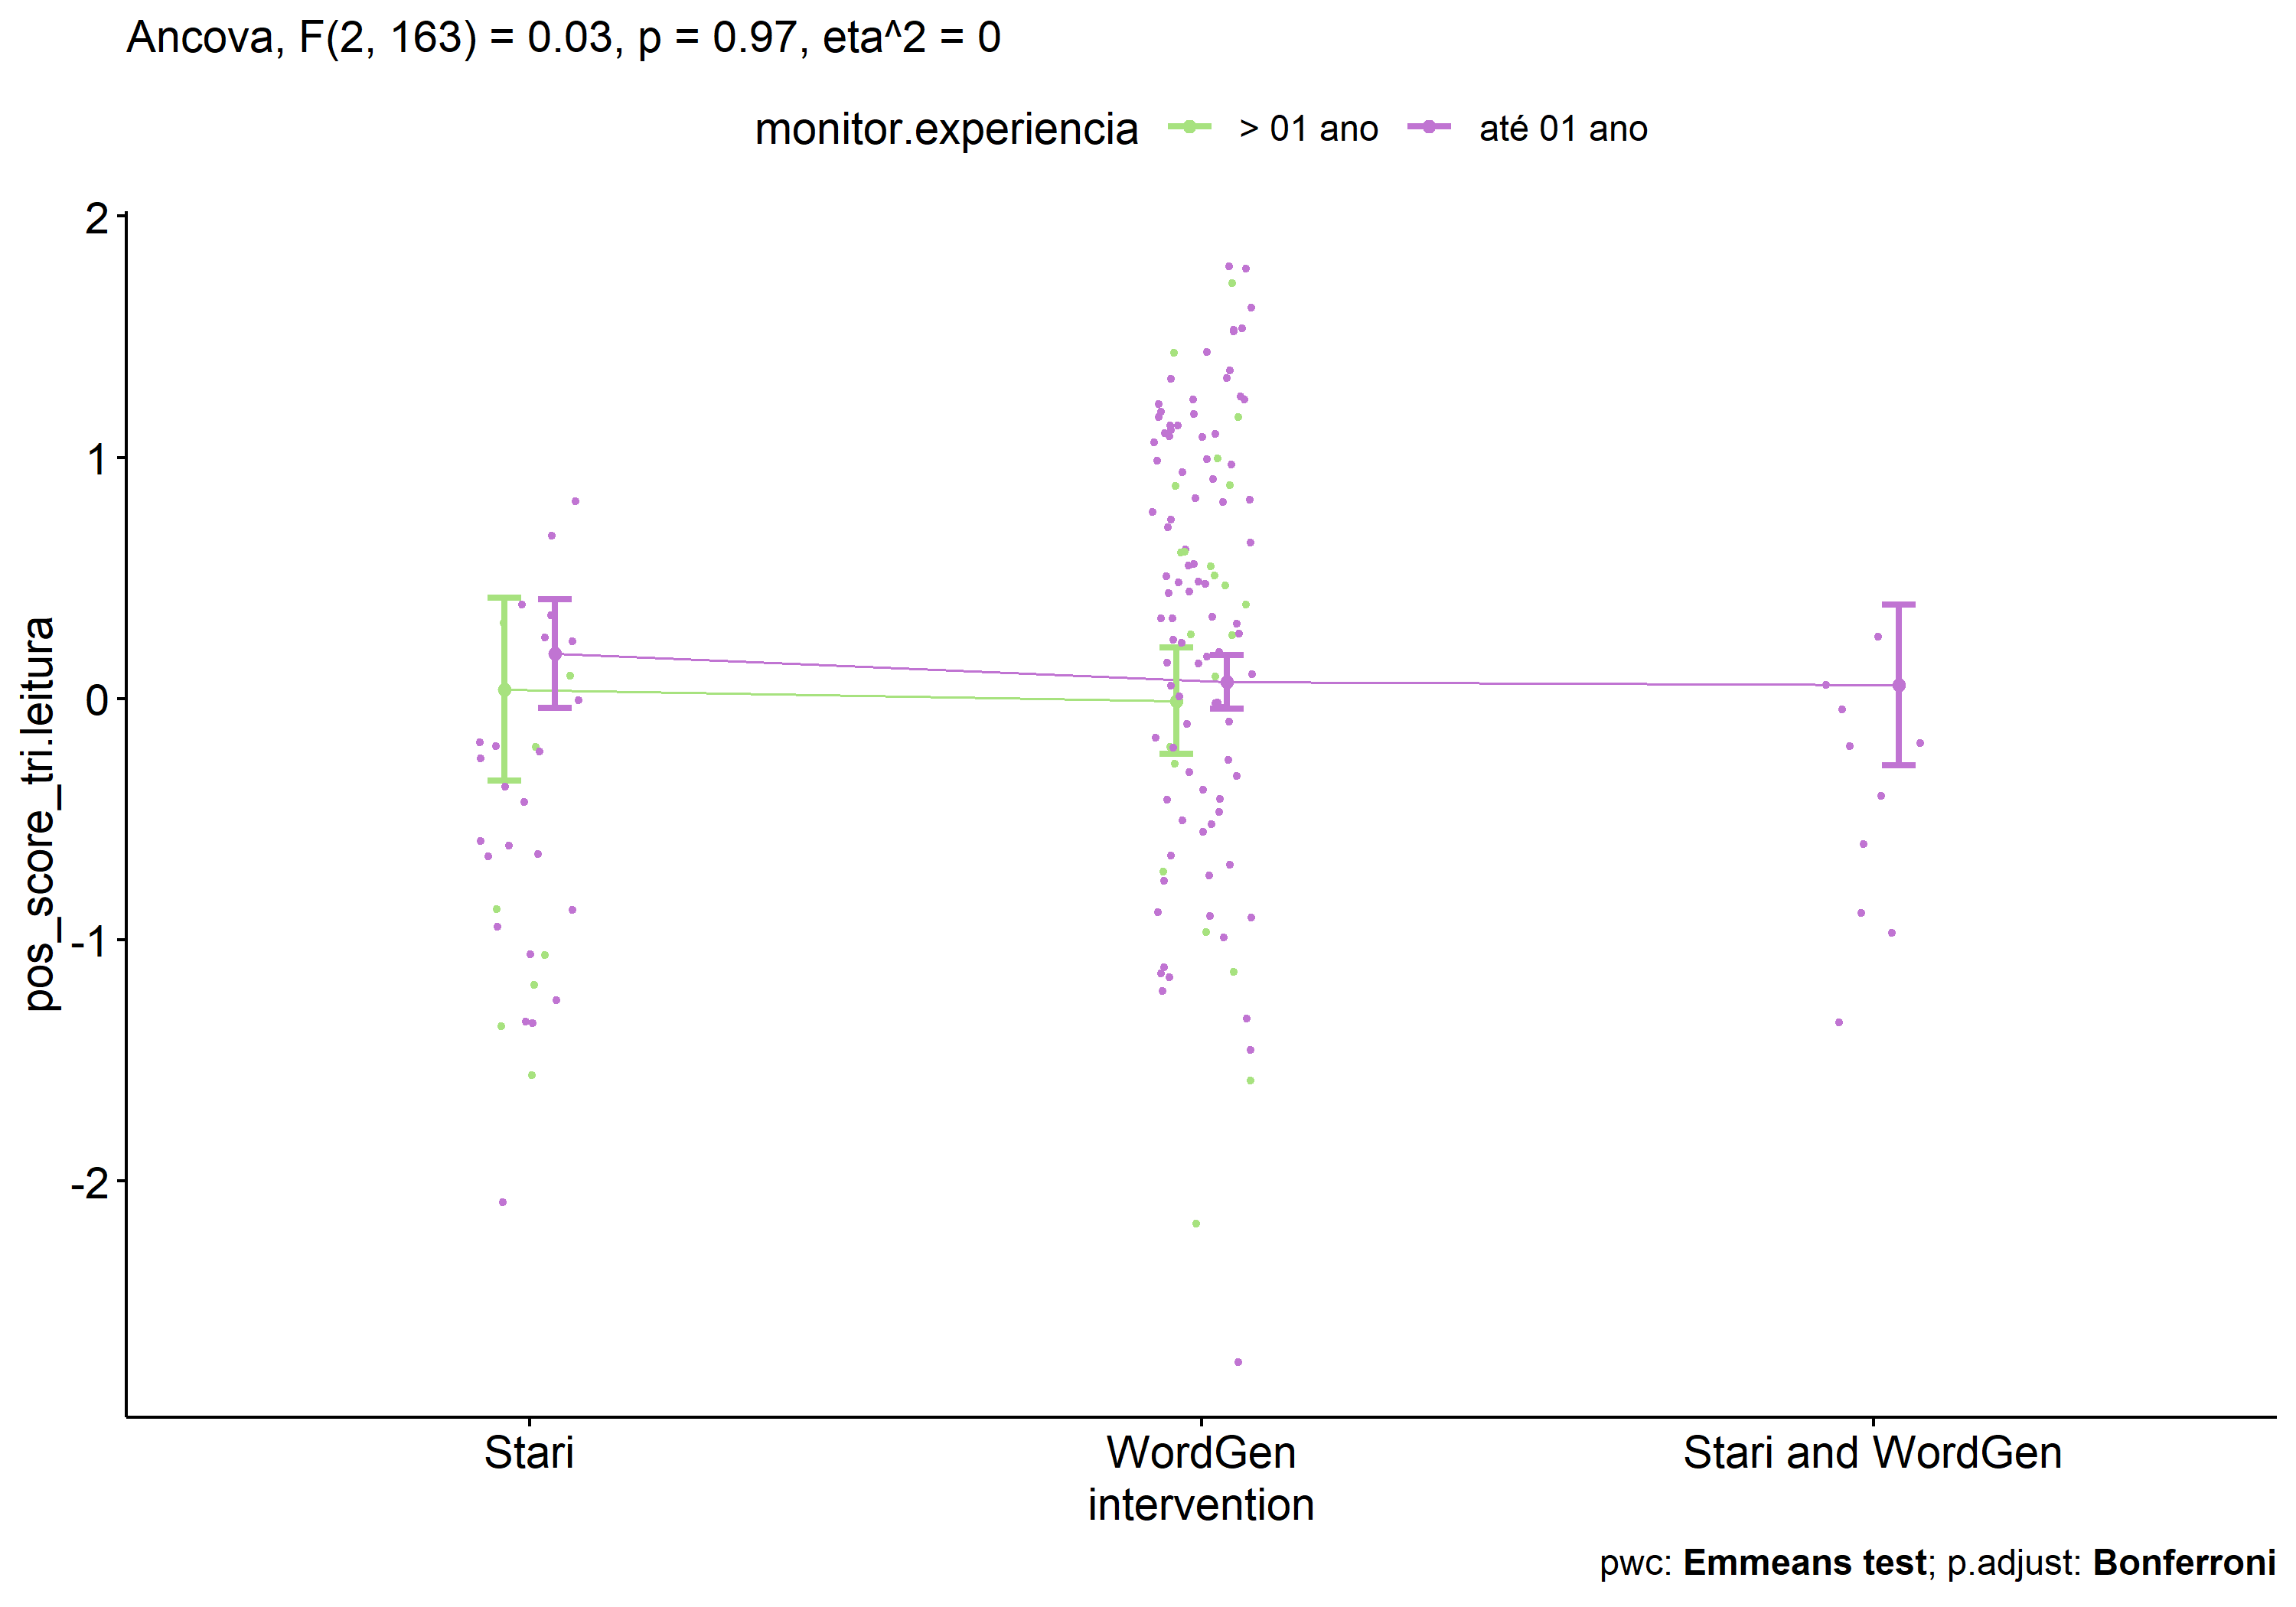 Ancova, F(2, 163) = 0.03, p = 0.97, eta^2 = 0
monitor.experiencia > 01 ano até 01 ano
2
1
0
-1
-2
pos_score_tri.leitura
Stari WordGen Stari and WordGen
intervention
pwc: Emmeans test; p.adjust: Bonferroni